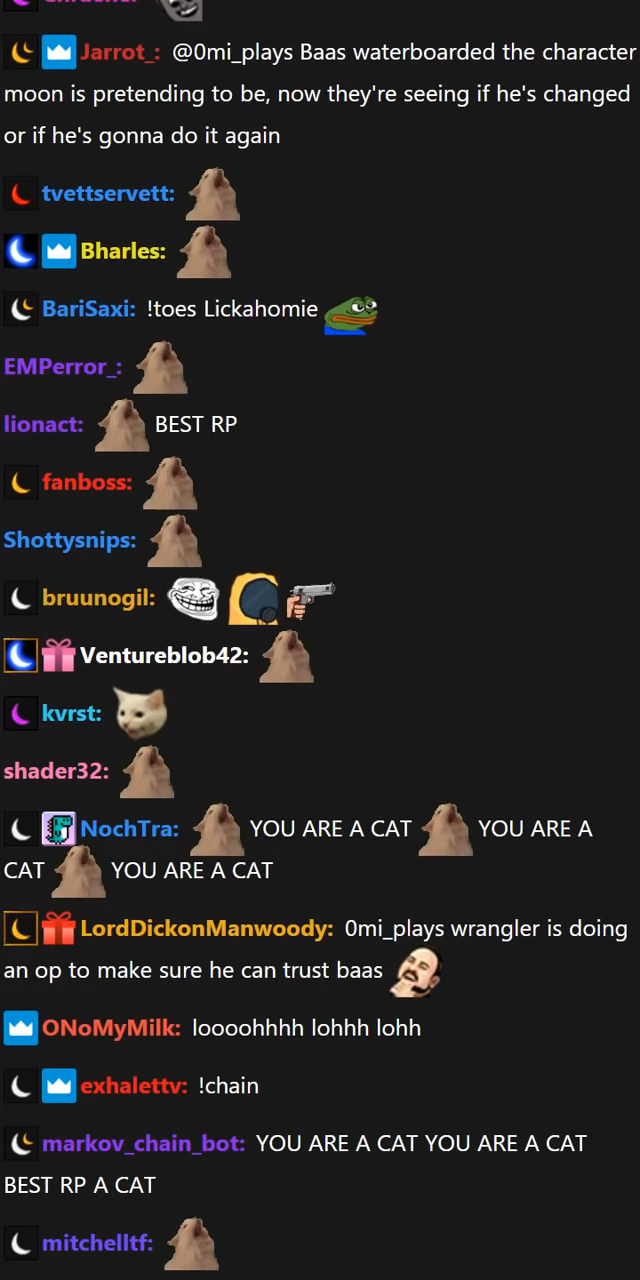 Jarrot_: @0mi_plays Baas waterboarded the character
moon is pretending to be, now they're seeing if he's changed
or if he's gonna do it again
tvettservett:
Bharles:
BariSaxi: !toes Lickahomie
EMPerror_:
lionact: BEST RP
fanboss:
Shottysnips:
bruunogil:
Ventureblob42:
kvrst:
shader32:
NochTra: YOU ARE A CAT YOU ARE A
CAT YOU ARE A CAT
LordDickonManwoody: 0mi_plays wrangler is doing
an op to make sure he can trust baas
ONoMyMilk: loooohhhh lohhh lohh
exhalettv: !chain
markov_chain_bot: YOU ARE A CAT YOU ARE A CAT
BEST RP A CAT
mitchelltf: